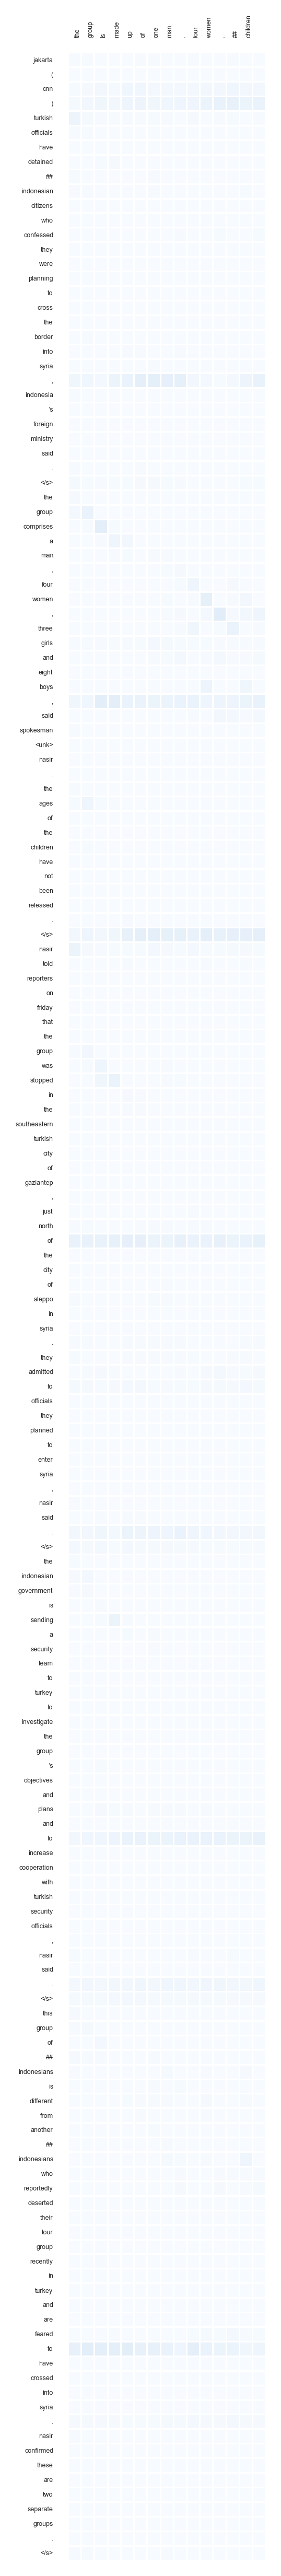 the
group
is
made
up
of
one
man
,
four
women
,
##
children
jakarta
(
cnn
)
turkish
officials
have
detained
##
indonesian
citizens
who
confessed
they
were
planning
to
cross
the
border
into
syria
,
indonesia
's
foreign
ministry
said
.
</s>
the
group
comprises
a
man
,
four
women
,
three
girls
and
eight
boys
,
said
spokesman
<unk>
nasir
.
the
ages
of
the
children
have
not
been
released
.
</s>
nasir
told
reporters
on
friday
that
the
group
was
stopped
in
the
southeastern
turkish
city
of
gaziantep
,
just
north
of
the
city
of
aleppo
in
syria
.
they
admitted
to
officials
they
planned
to
enter
syria
,
nasir
said
.
</s>
the
indonesian
government
is
sending
a
security
team
to
turkey
to
investigate
the
group
's
objectives
and
plans
and
to
increase
cooperation
with
turkish
security
officials
,
nasir
said
.
</s>
this
group
of
##
indonesians
is
different
from
another
##
indonesians
who
reportedly
deserted
their
tour
group
recently
in
turkey
and
are
feared
to
have
crossed
into
syria
.
nasir
confirmed
these
are
two
separate
groups
.
</s>